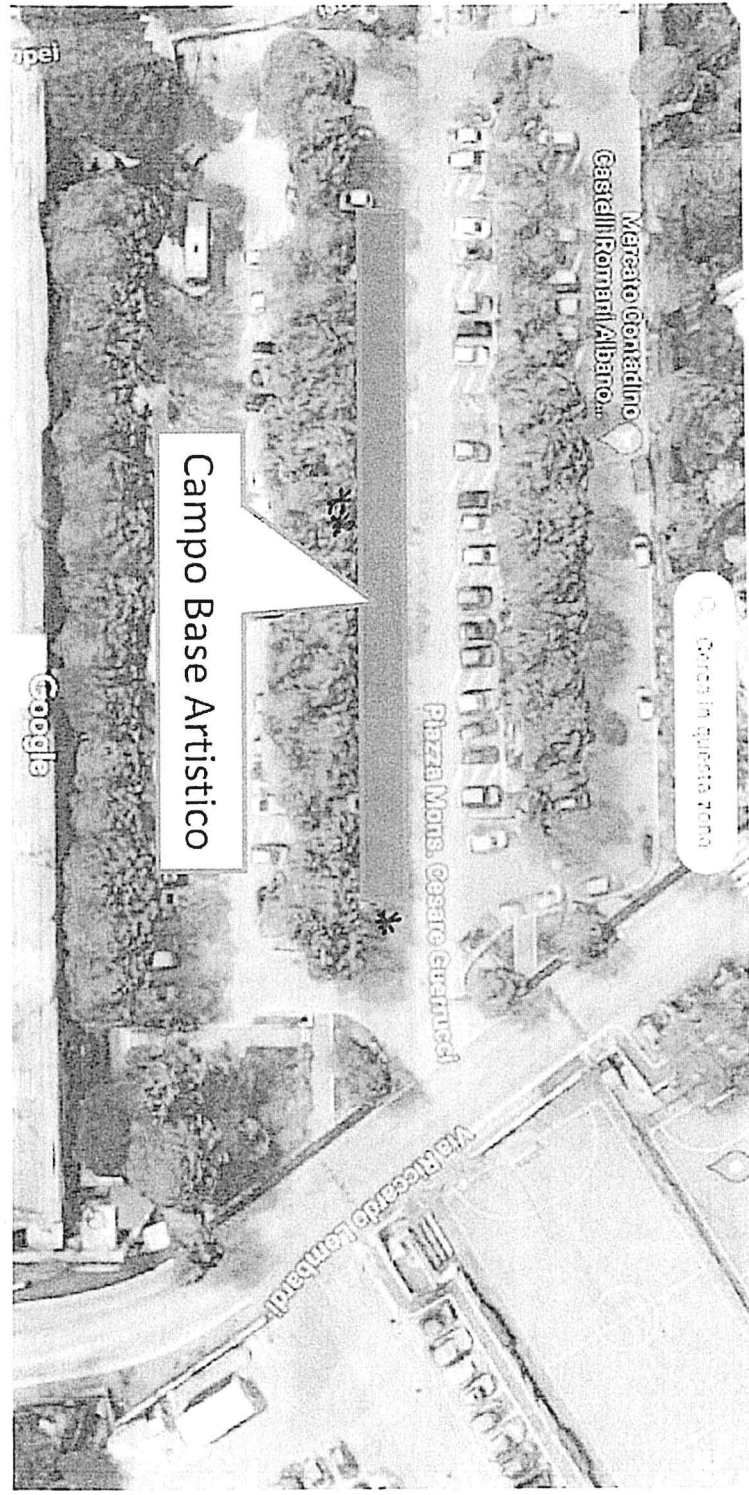 Mercato Contadino
Castelli Romani Albano...
Cerca in questa zona
Piazza Mons. Cesare Guarnacci
Campo Base Artistico
Via Riccardo Lombardi
Google